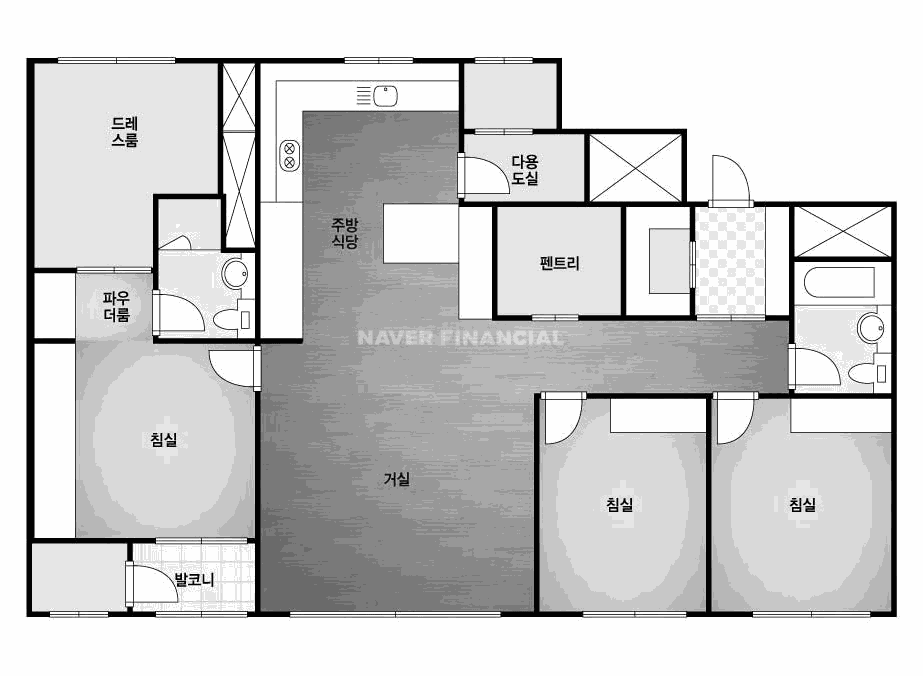 드레
스룸
다용
도실
주방
식당
펜트리
파우
더룸
NAVER FINANCIAL
침실
거실
침실
침실
발코니